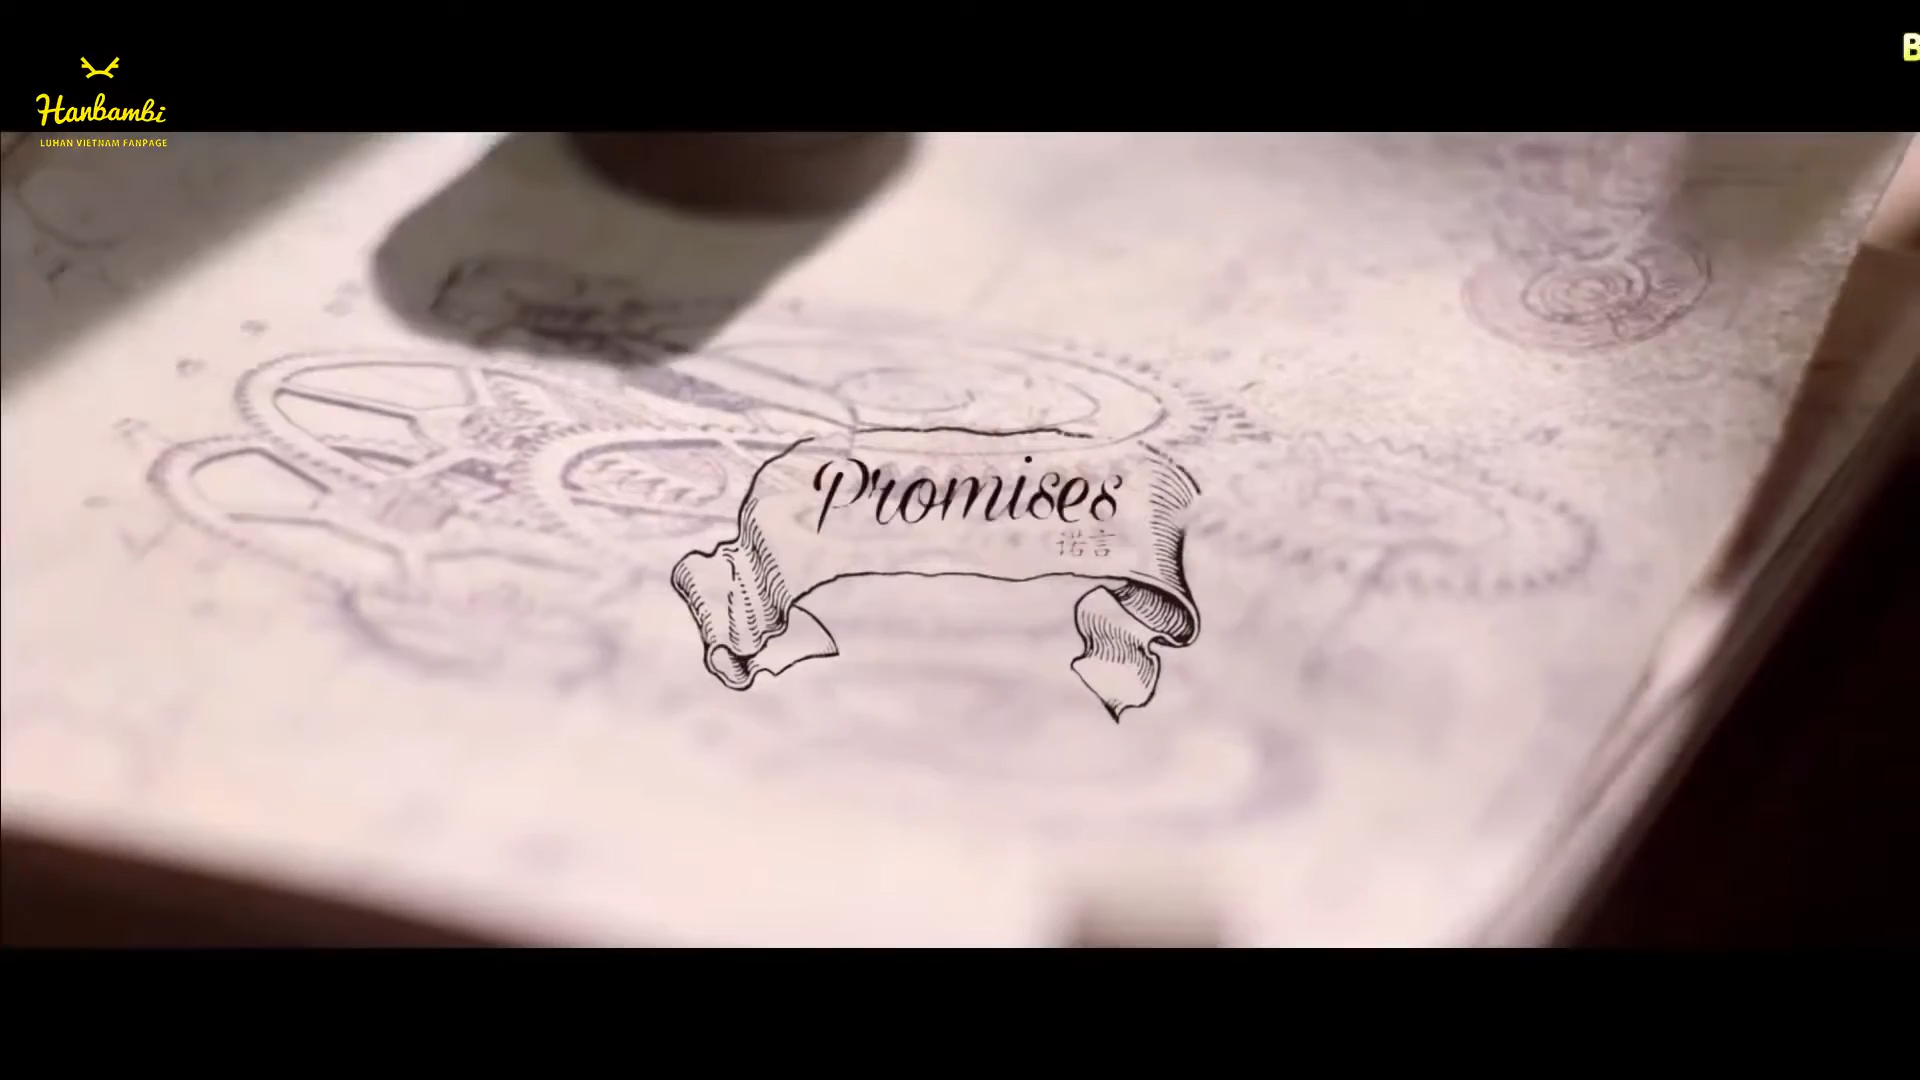 B
Hanbambi
LUHAN VIETNAM FANPAGE
Promises
诺言